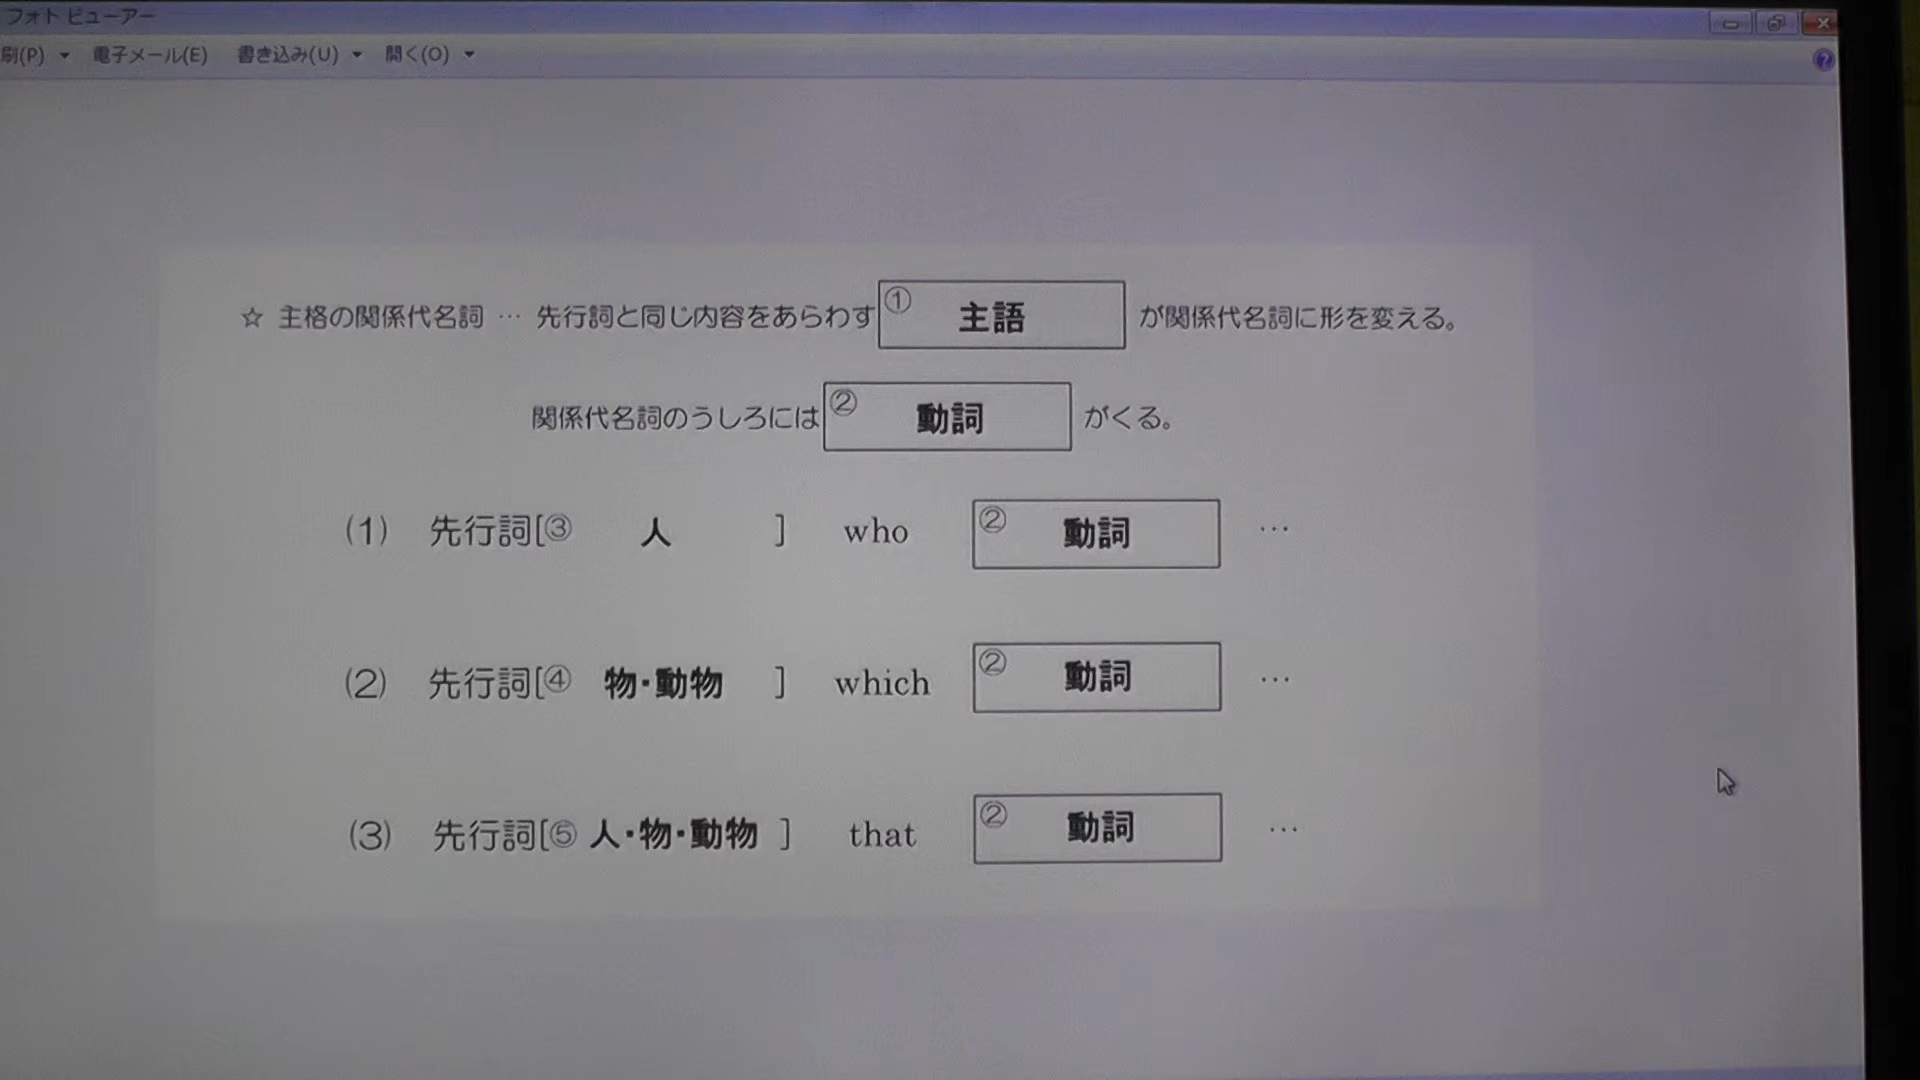 フォト ビューアー
刷(P) 電子メール(E) 書き込み(U) 開く(O)
☆ 主格の関係代名詞 … 先行詞と同じ内容をあらわす ① 主語 が関係代名詞に形を変える。
関係代名詞のうしろには ② 動詞 がくる。
(1) 先行詞[③ 人 ] who ② 動詞 …
(2) 先行詞[④ 物・動物 ] which ② 動詞 …
(3) 先行詞[⑤ 人・物・動物 ] that ② 動詞 …